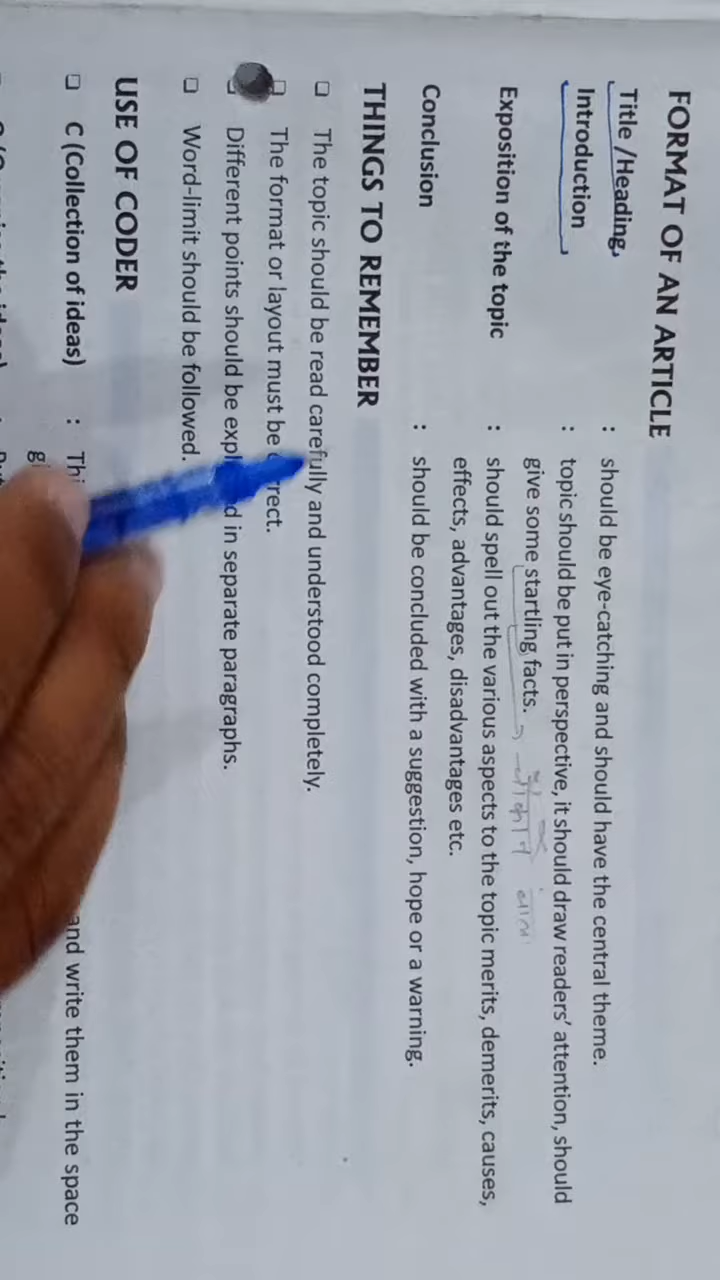 FORMAT OF AN ARTICLE
Title /Heading : should be eye-catching and should have the central theme.
Introduction : topic should be put in perspective, it should draw readers' attention, should
give some startling facts.
चौकाने वाला
Exposition of the topic : should spell out the various aspects to the topic merits, demerits, causes,
effects, advantages, disadvantages etc.
Conclusion : should be concluded with a suggestion, hope or a warning.
THINGS TO REMEMBER
The topic should be read carefully and understood completely.
The format or layout must be
Different points should be in separate paragraphs.
Word-limit should be followed.
USE OF CODER
C (Collection of ideas) : and write them in the space